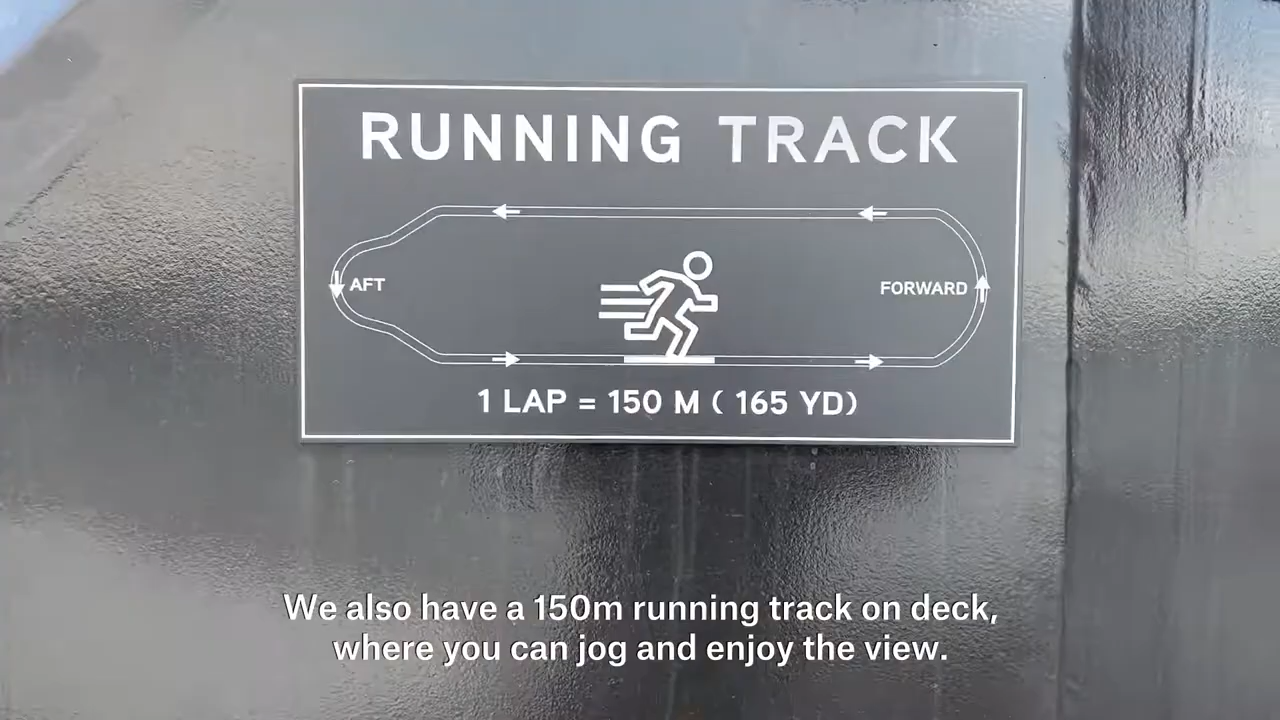 RUNNING TRACK
AFT
FORWARD
1 LAP = 150 M ( 165 YD)
We also have a 150m running track on deck,
where you can jog and enjoy the view.